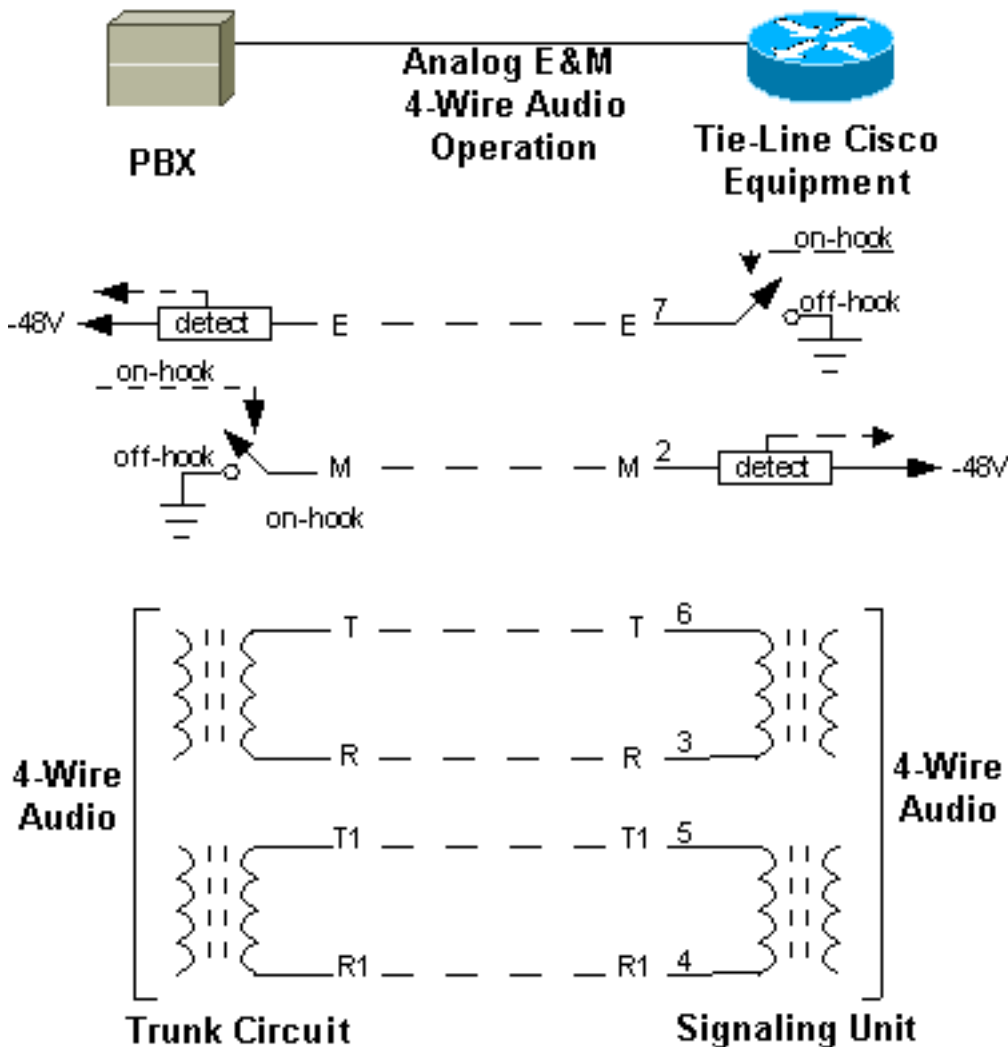 Analog E&M
4-Wire Audio
Operation
PBX
Tie-Line Cisco
Equipment
on-hook
-48V
detect
E
E
7
off-hook
on-hook
off-hook
M
M
2
detect
-48V
on-hook
T
T
6
R
R
3
4-Wire
Audio
4-Wire
Audio
T1
T1
5
R1
R1
4
Trunk Circuit
Signaling Unit